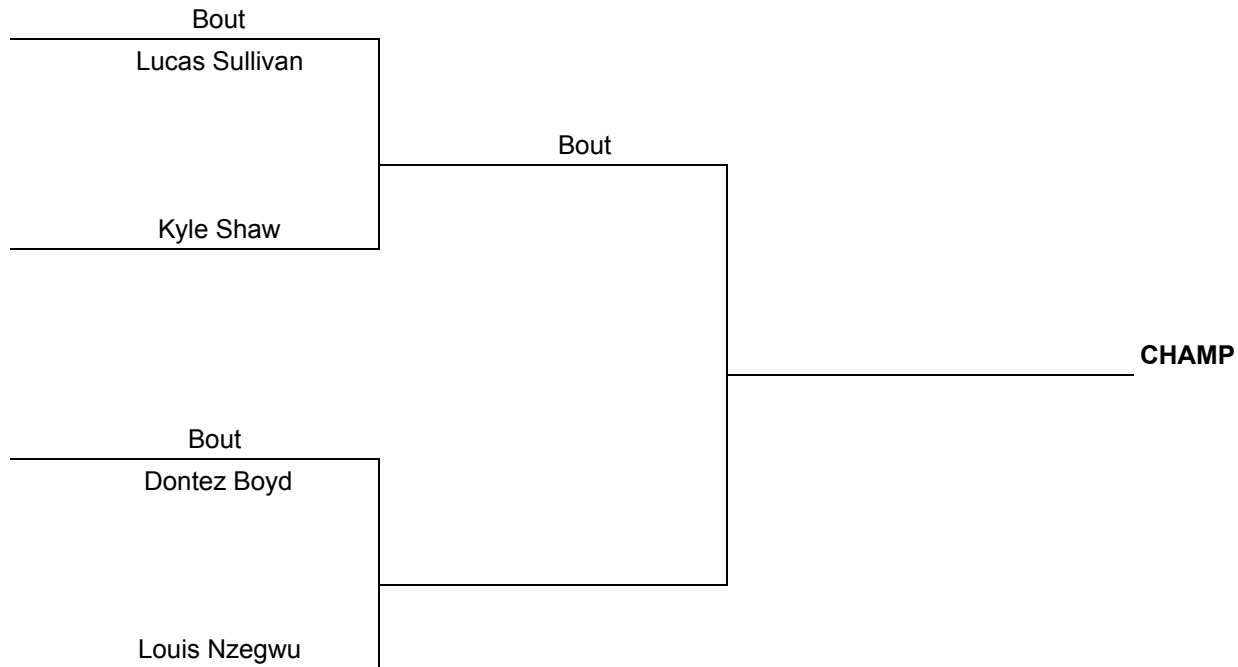 Bout
Lucas Sullivan
Bout
Kyle Shaw
CHAMP
Bout
Dontez Boyd
Louis Nzegwu